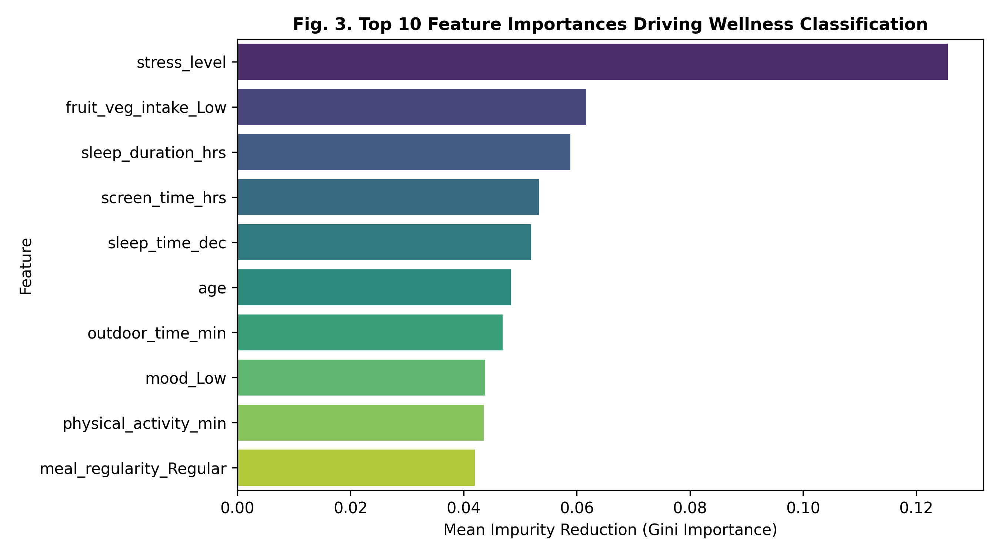 Fig. 3. Top 10 Feature Importances Driving Wellness Classification
Feature
stress_level
fruit_veg_intake_Low
sleep_duration_hrs
screen_time_hrs
sleep_time_dec
age
outdoor_time_min
mood_Low
physical_activity_min
meal_regularity_Regular
0.00 0.02 0.04 0.06 0.08 0.10 0.12
Mean Impurity Reduction (Gini Importance)